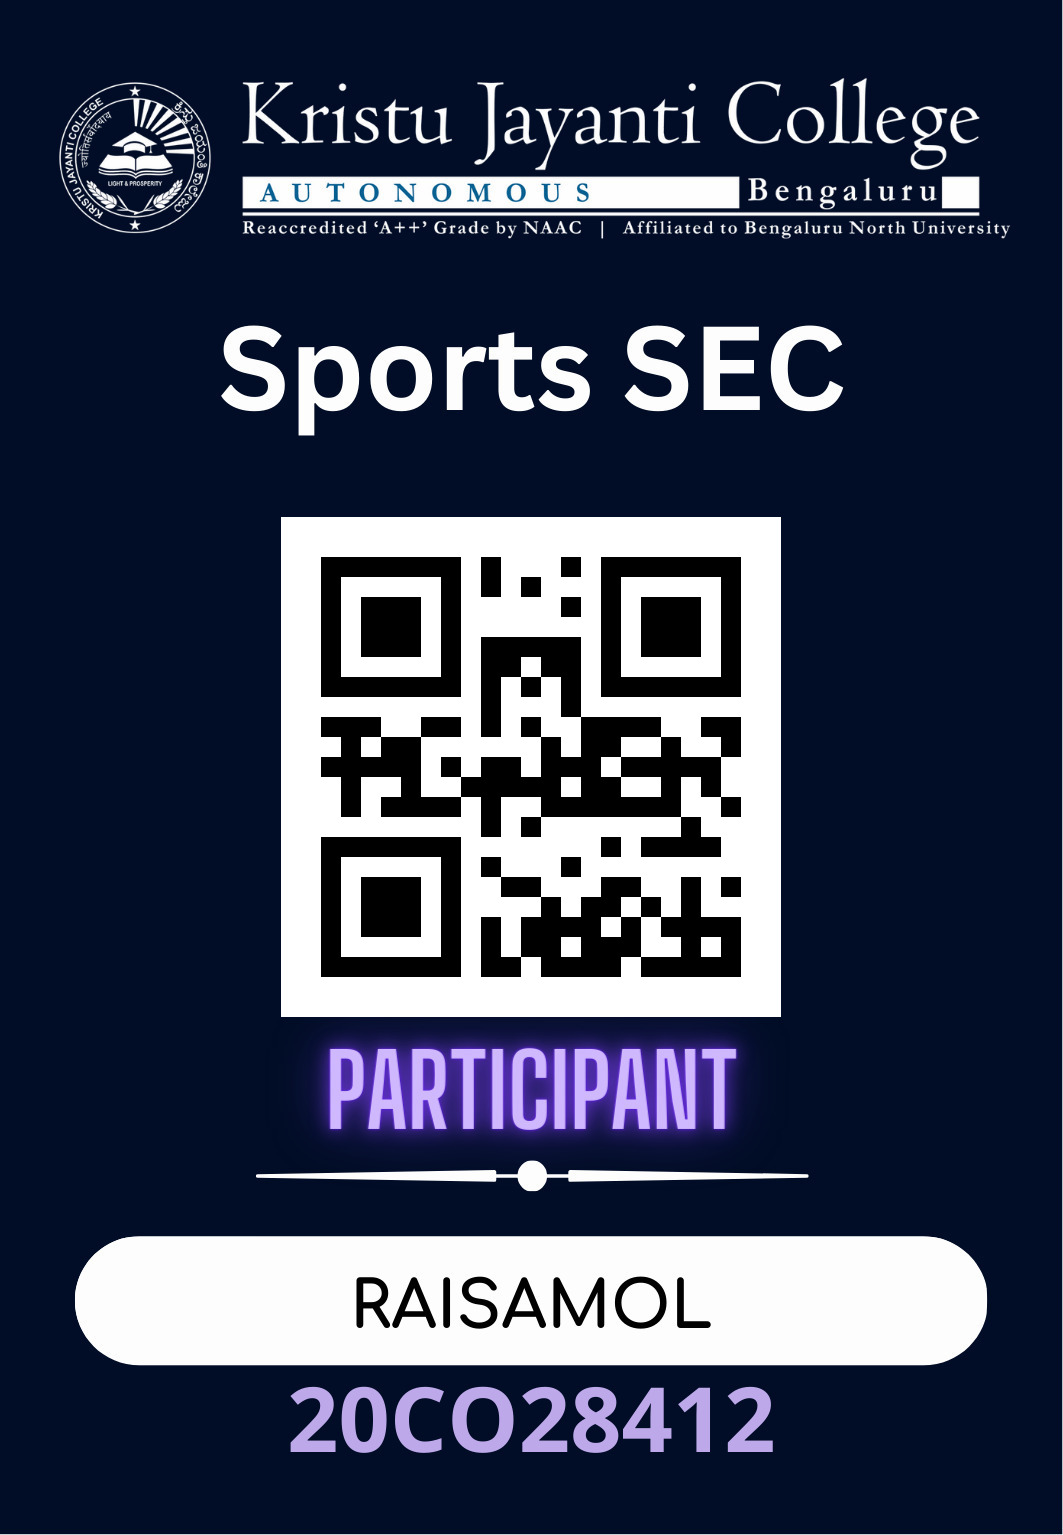 KRISTU JAYANTI COLLEGE
ज्योतिसंवादाय
ಕ್ರಿಸ್ತು ಜಯಂತಿ ಕಾಲೇಜು
LIGHT & PROSPERITY
Kristu Jayanti College
AUTONOMOUS Bengaluru
Reaccredited ‘A++’ Grade by NAAC | Affiliated to Bengaluru North University
Sports SEC
PARTICIPANT
RAISAMOL
20CO28412